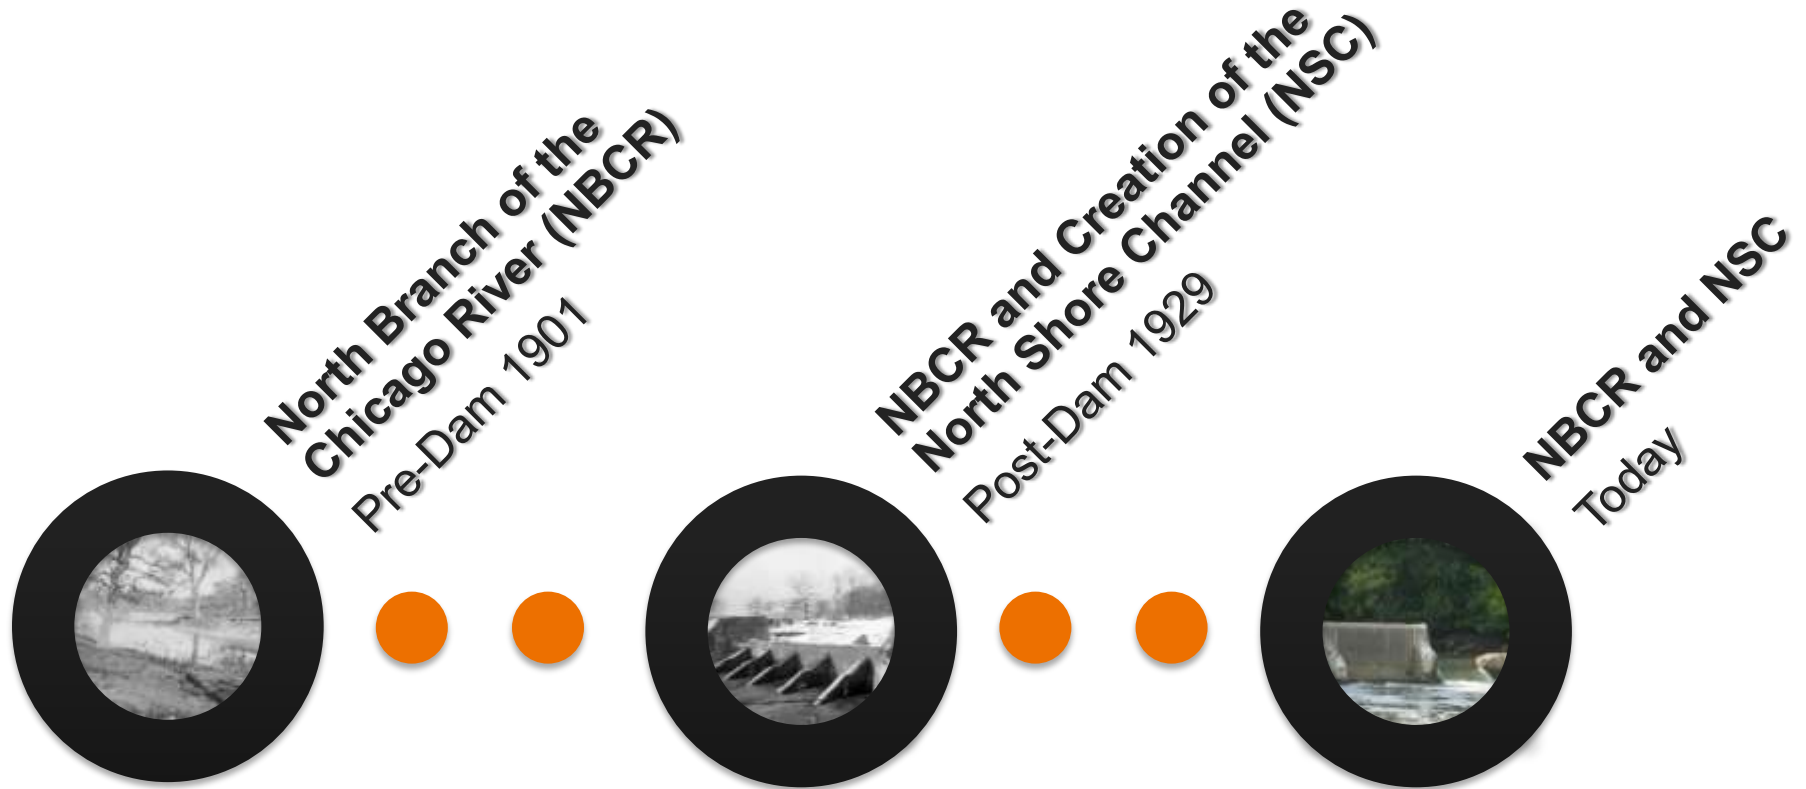 North Branch of the
Chicago River (NBCR)
Pre-Dam 1901
NBCR and Creation of the
North Shore Channel (NSC)
Post-Dam 1929
NBCR and NSC
Today